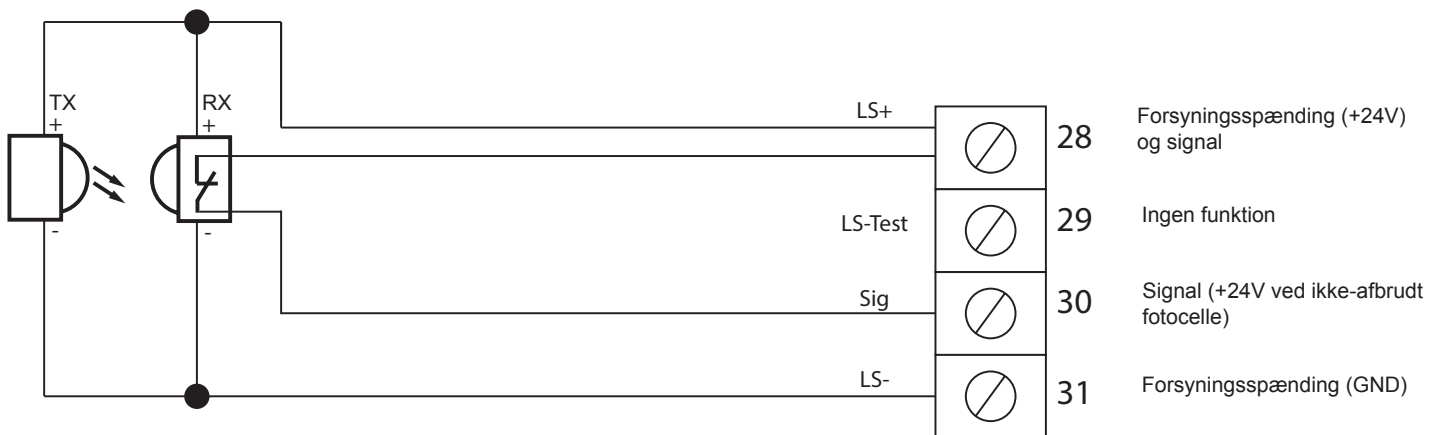 TX
+
RX
+
-
-
LS+
28
Forsyningsspænding (+24V)
og signal
LS-Test
29
Ingen funktion
Sig
30
Signal (+24V ved ikke-afbrudt
fotocelle)
LS-
31
Forsyningsspænding (GND)